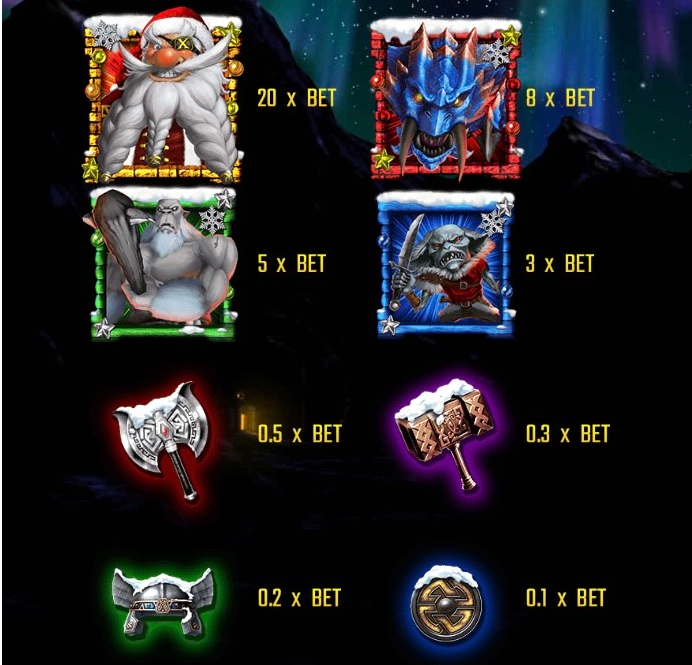 20 x BET
8 x BET
5 x BET
3 x BET
0.5 x BET
0.3 x BET
0.2 x BET
0.1 x BET